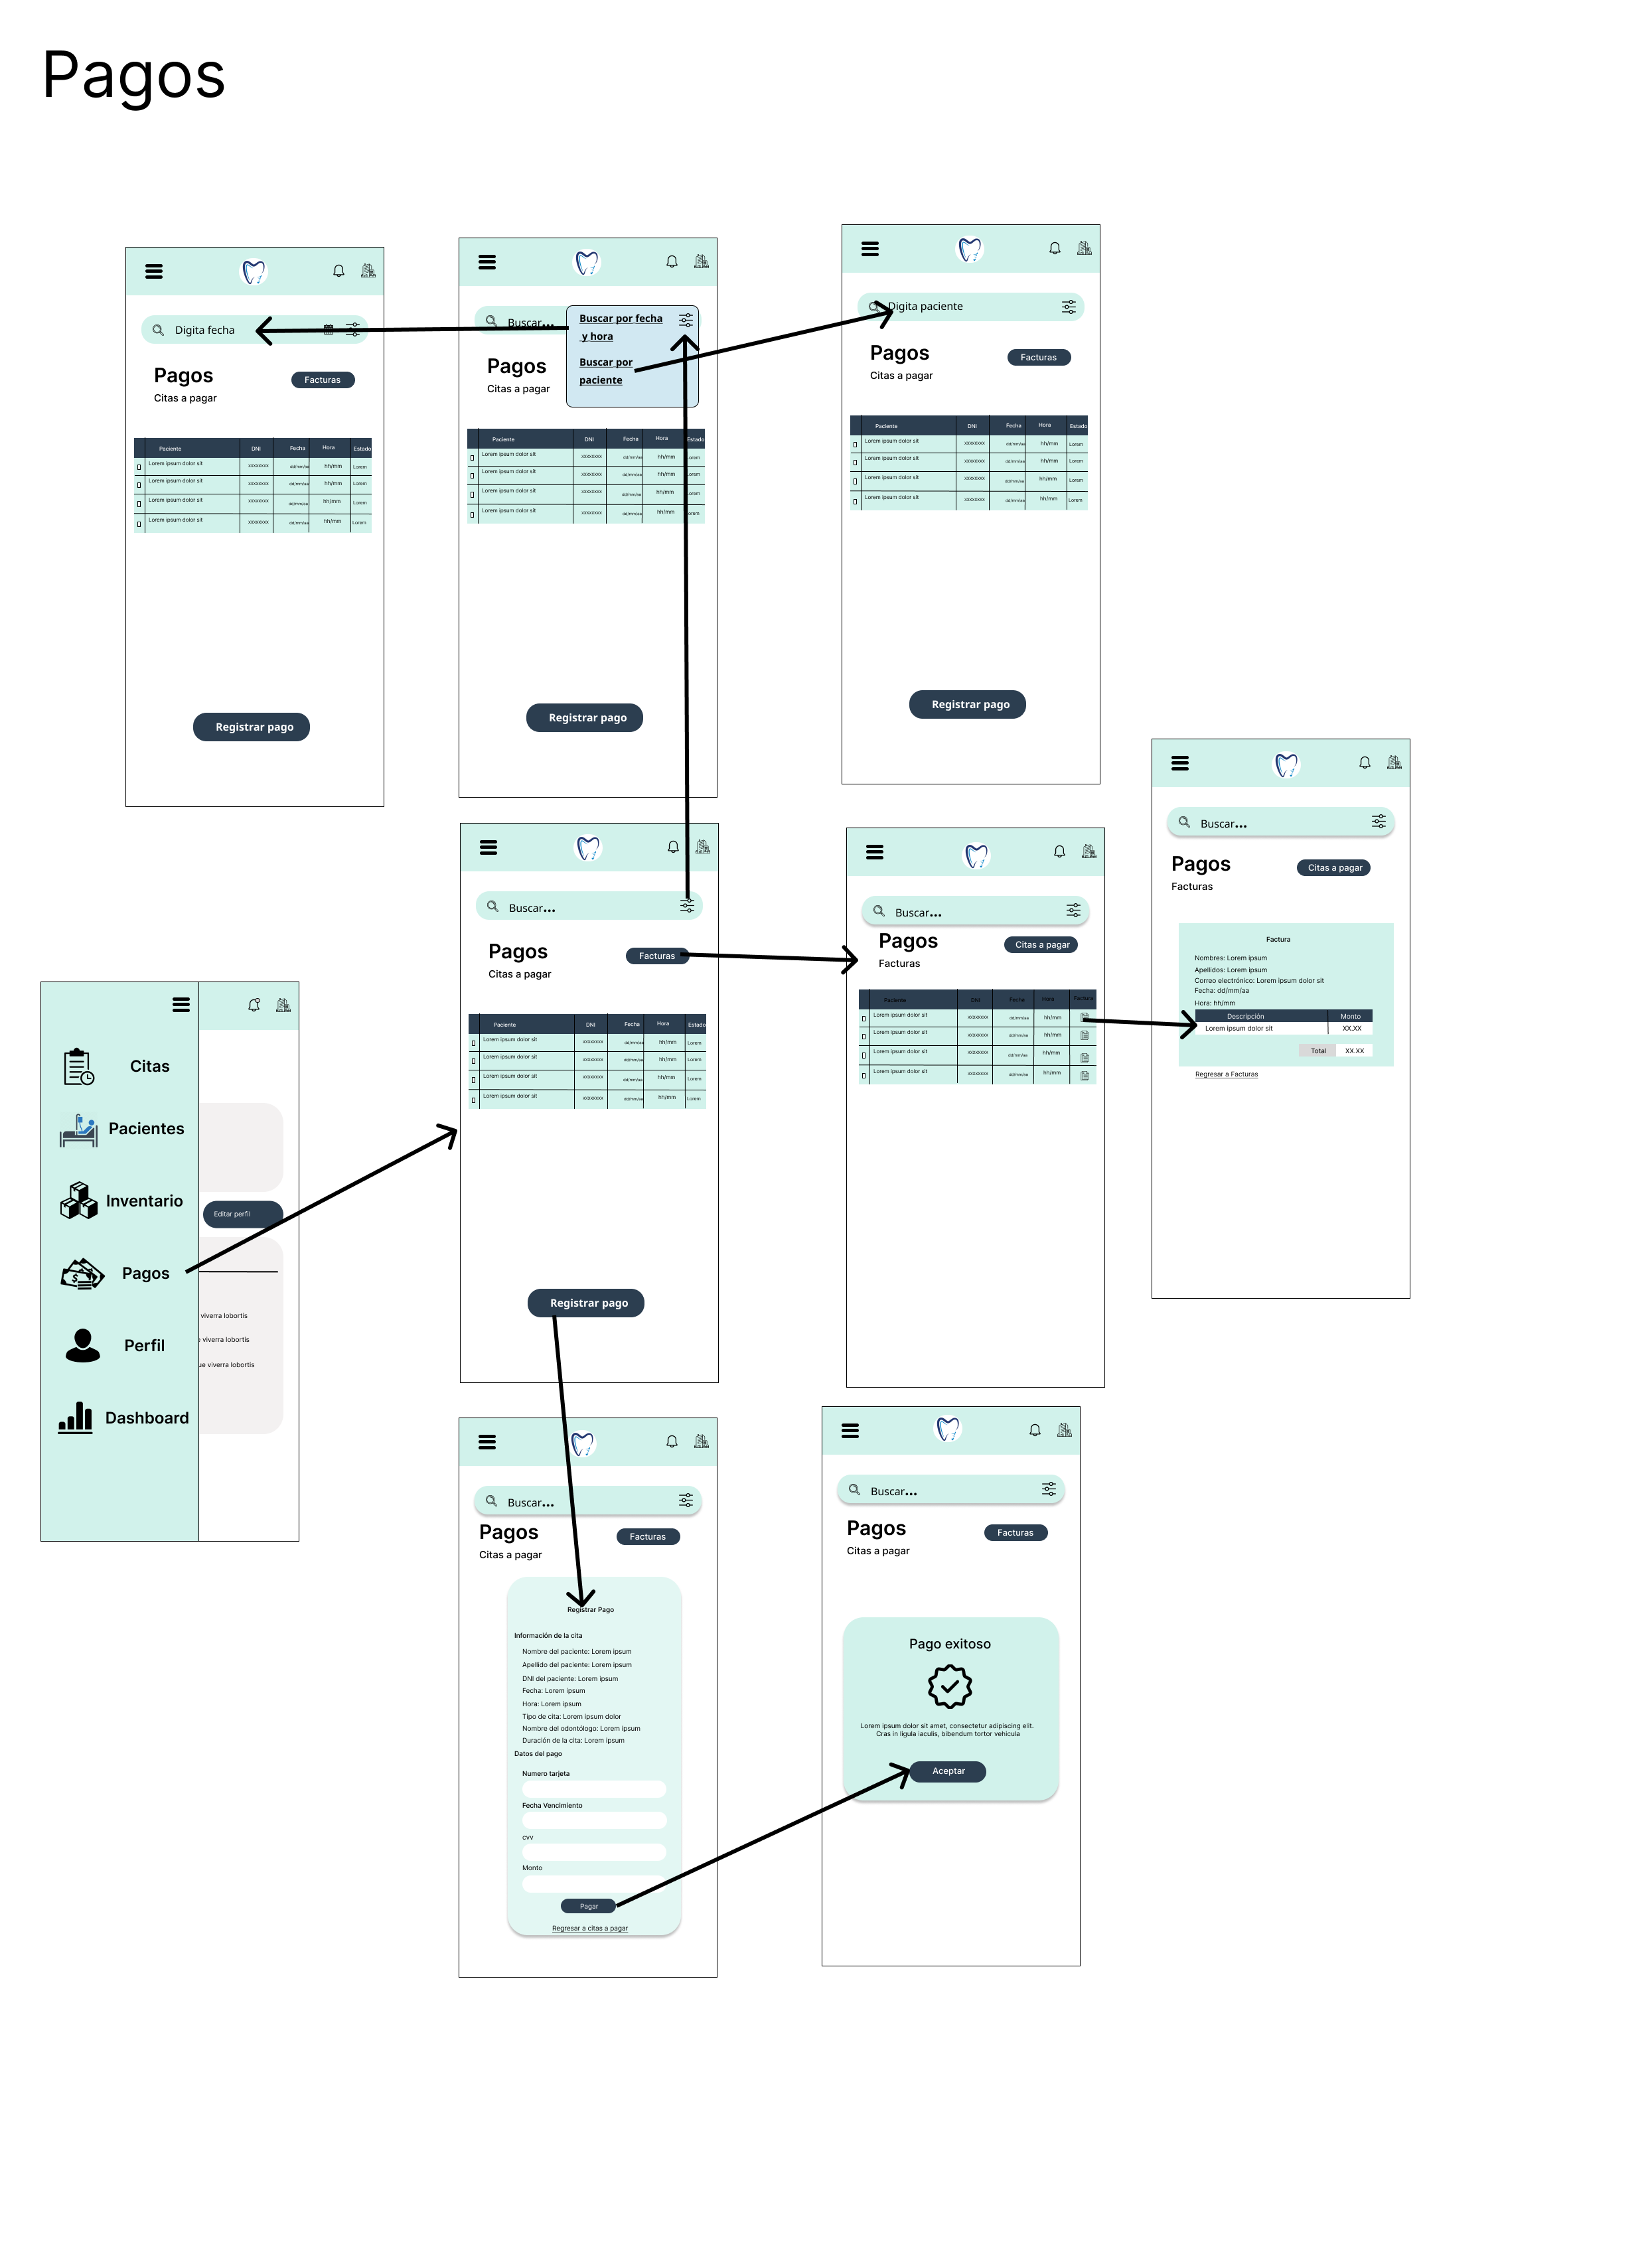 Pagos
Digita fecha
Pagos
Facturas
Citas a pagar
Paciente DNI Fecha Hora Estado
Lorem ipsum dolor sit xxxxxxxx dd/mm/aa hh/mm Lorem
Lorem ipsum dolor sit xxxxxxxx dd/mm/aa hh/mm Lorem
Lorem ipsum dolor sit xxxxxxxx dd/mm/aa hh/mm Lorem
Lorem ipsum dolor sit xxxxxxxx dd/mm/aa hh/mm Lorem
Registrar pago
Buscar...
Buscar por fecha
y hora
Buscar por
paciente
Pagos
Citas a pagar
Paciente DNI Fecha Hora Estado
Lorem ipsum dolor sit xxxxxxxx dd/mm/aa hh/mm Lorem
Lorem ipsum dolor sit xxxxxxxx dd/mm/aa hh/mm Lorem
Lorem ipsum dolor sit xxxxxxxx dd/mm/aa hh/mm Lorem
Lorem ipsum dolor sit xxxxxxxx dd/mm/aa hh/mm Lorem
Registrar pago
Digita paciente
Pagos
Facturas
Citas a pagar
Paciente DNI Fecha Hora Estado
Lorem ipsum dolor sit xxxxxxxx dd/mm/aa hh/mm Lorem
Lorem ipsum dolor sit xxxxxxxx dd/mm/aa hh/mm Lorem
Lorem ipsum dolor sit xxxxxxxx dd/mm/aa hh/mm Lorem
Lorem ipsum dolor sit xxxxxxxx dd/mm/aa hh/mm Lorem
Registrar pago
Citas
Pacientes
Inventario
Editar perfil
Pagos
viverra lobortis
Perfil
viverra lobortis
ue viverra lobortis
Dashboard
Buscar...
Pagos
Facturas
Citas a pagar
Paciente DNI Fecha Hora Estado
Lorem ipsum dolor sit xxxxxxxx dd/mm/aa hh/mm Lorem
Lorem ipsum dolor sit xxxxxxxx dd/mm/aa hh/mm Lorem
Lorem ipsum dolor sit xxxxxxxx dd/mm/aa hh/mm Lorem
Lorem ipsum dolor sit xxxxxxxx dd/mm/aa hh/mm Lorem
Registrar pago
Buscar...
Pagos
Citas a pagar
Facturas
Paciente DNI Fecha Hora Factura
Lorem ipsum dolor sit xxxxxxxx dd/mm/aa hh/mm
Lorem ipsum dolor sit xxxxxxxx dd/mm/aa hh/mm
Lorem ipsum dolor sit xxxxxxxx dd/mm/aa hh/mm
Lorem ipsum dolor sit xxxxxxxx dd/mm/aa hh/mm
Buscar...
Pagos
Citas a pagar
Facturas
Factura
Nombres: Lorem ipsum
Apellidos: Lorem ipsum
Correo electrónico: Lorem ipsum dolor sit
Fecha: dd/mm/aa
Hora: hh/mm
Descripción Monto
Lorem ipsum dolor sit XX.XX
Total XX.XX
Regresar a Facturas
Buscar...
Pagos
Facturas
Citas a pagar
Registrar Pago
Información de la cita
Nombre del paciente: Lorem ipsum
Apellido del paciente: Lorem ipsum
DNI del paciente: Lorem ipsum
Fecha: Lorem ipsum
Hora: Lorem ipsum
Tipo de cita: Lorem ipsum dolor
Nombre del odontólogo: Lorem ipsum
Duración de la cita: Lorem ipsum
Datos del pago
Numero tarjeta
Fecha Vencimiento
cvv
Monto
Pagar
Regresar a citas a pagar
Buscar...
Pagos
Facturas
Citas a pagar
Pago exitoso
Lorem ipsum dolor sit amet, consectetur adipiscing elit.
Cras in ligula iaculis, bibendum tortor vehicula
Aceptar